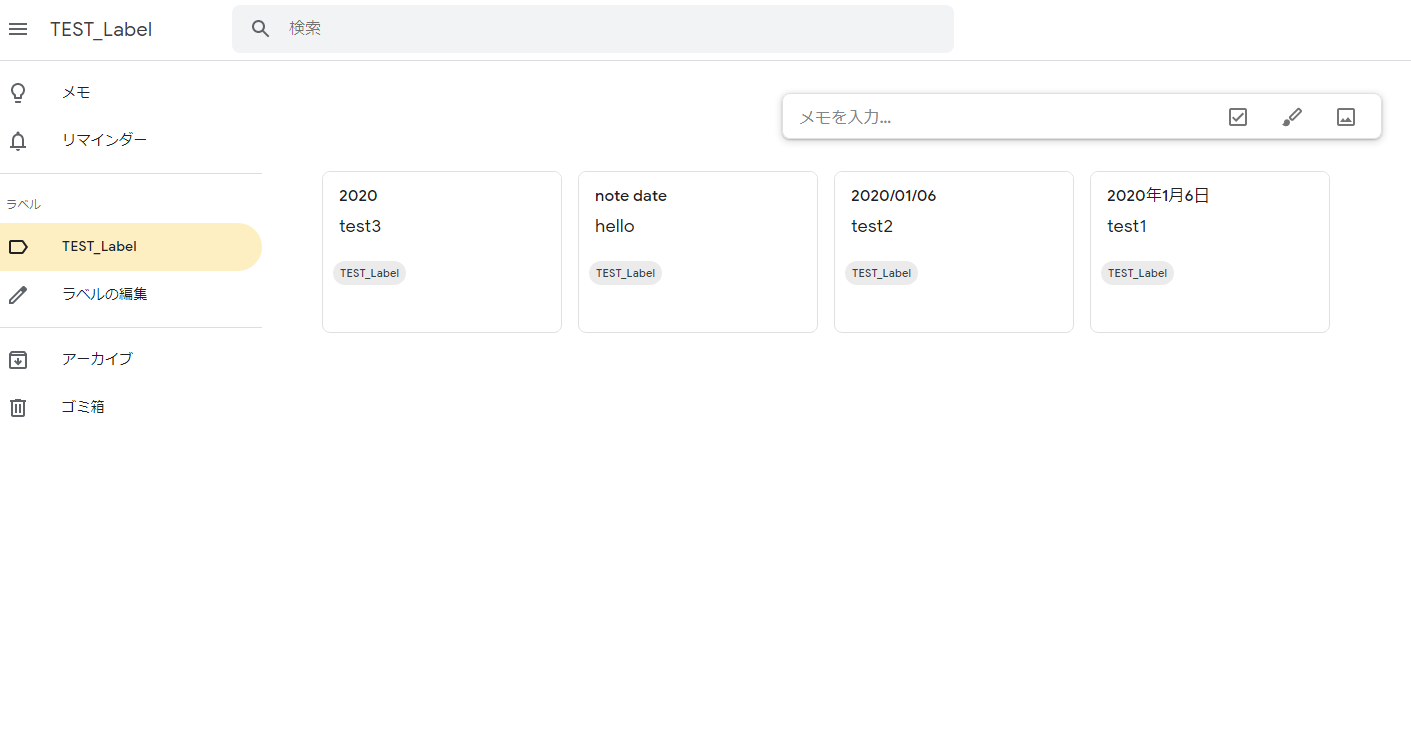 TEST_Label
検索
メモ
リマインダー
ラベル
TEST_Label
ラベルの編集
アーカイブ
ゴミ箱
メモを入力...
2020
test3
TEST_Label
note date
hello
TEST_Label
2020/01/06
test2
TEST_Label
2020年1月6日
test1
TEST_Label